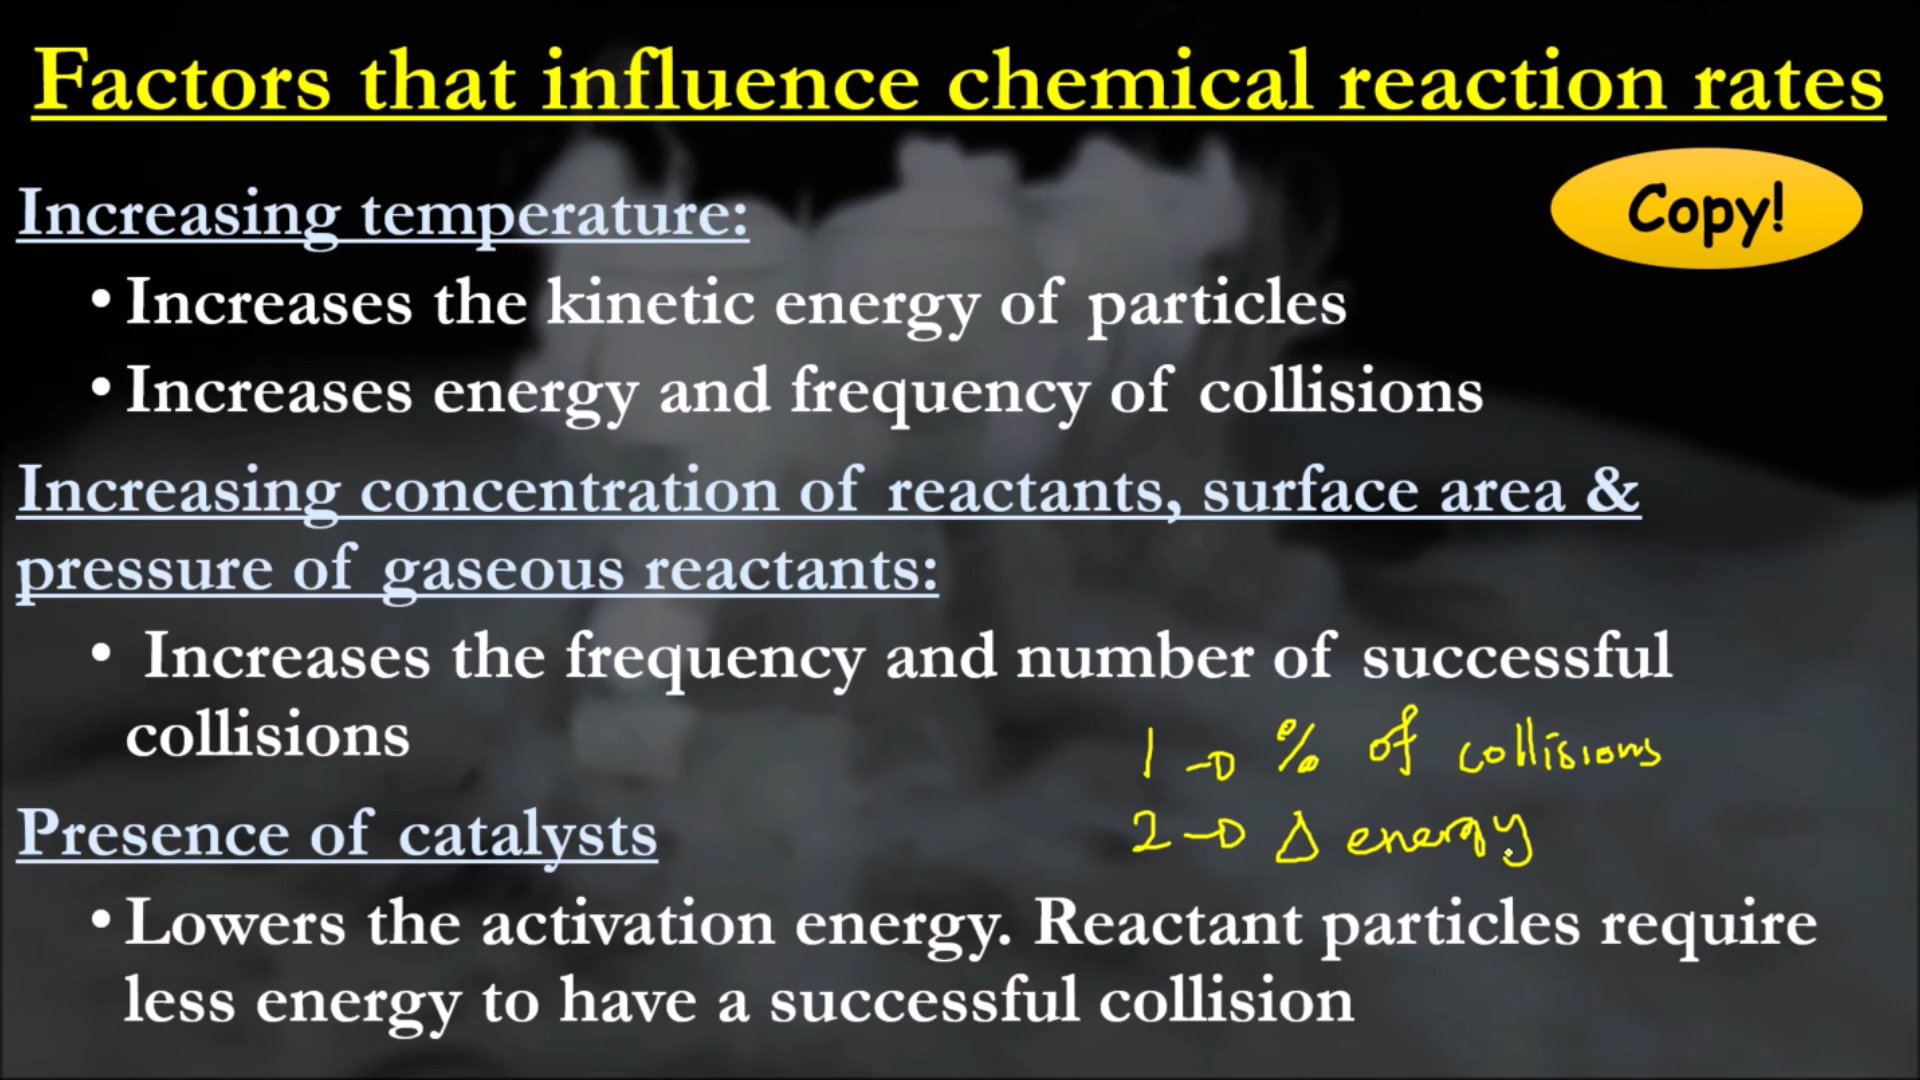 Factors that influence chemical reaction rates
Copy!
Increasing temperature:
• Increases the kinetic energy of particles
• Increases energy and frequency of collisions
Increasing concentration of reactants, surface area &
pressure of gaseous reactants:
• Increases the frequency and number of successful
collisions
1 → % of collisions
2 → Δ energy
Presence of catalysts
• Lowers the activation energy. Reactant particles require
less energy to have a successful collision